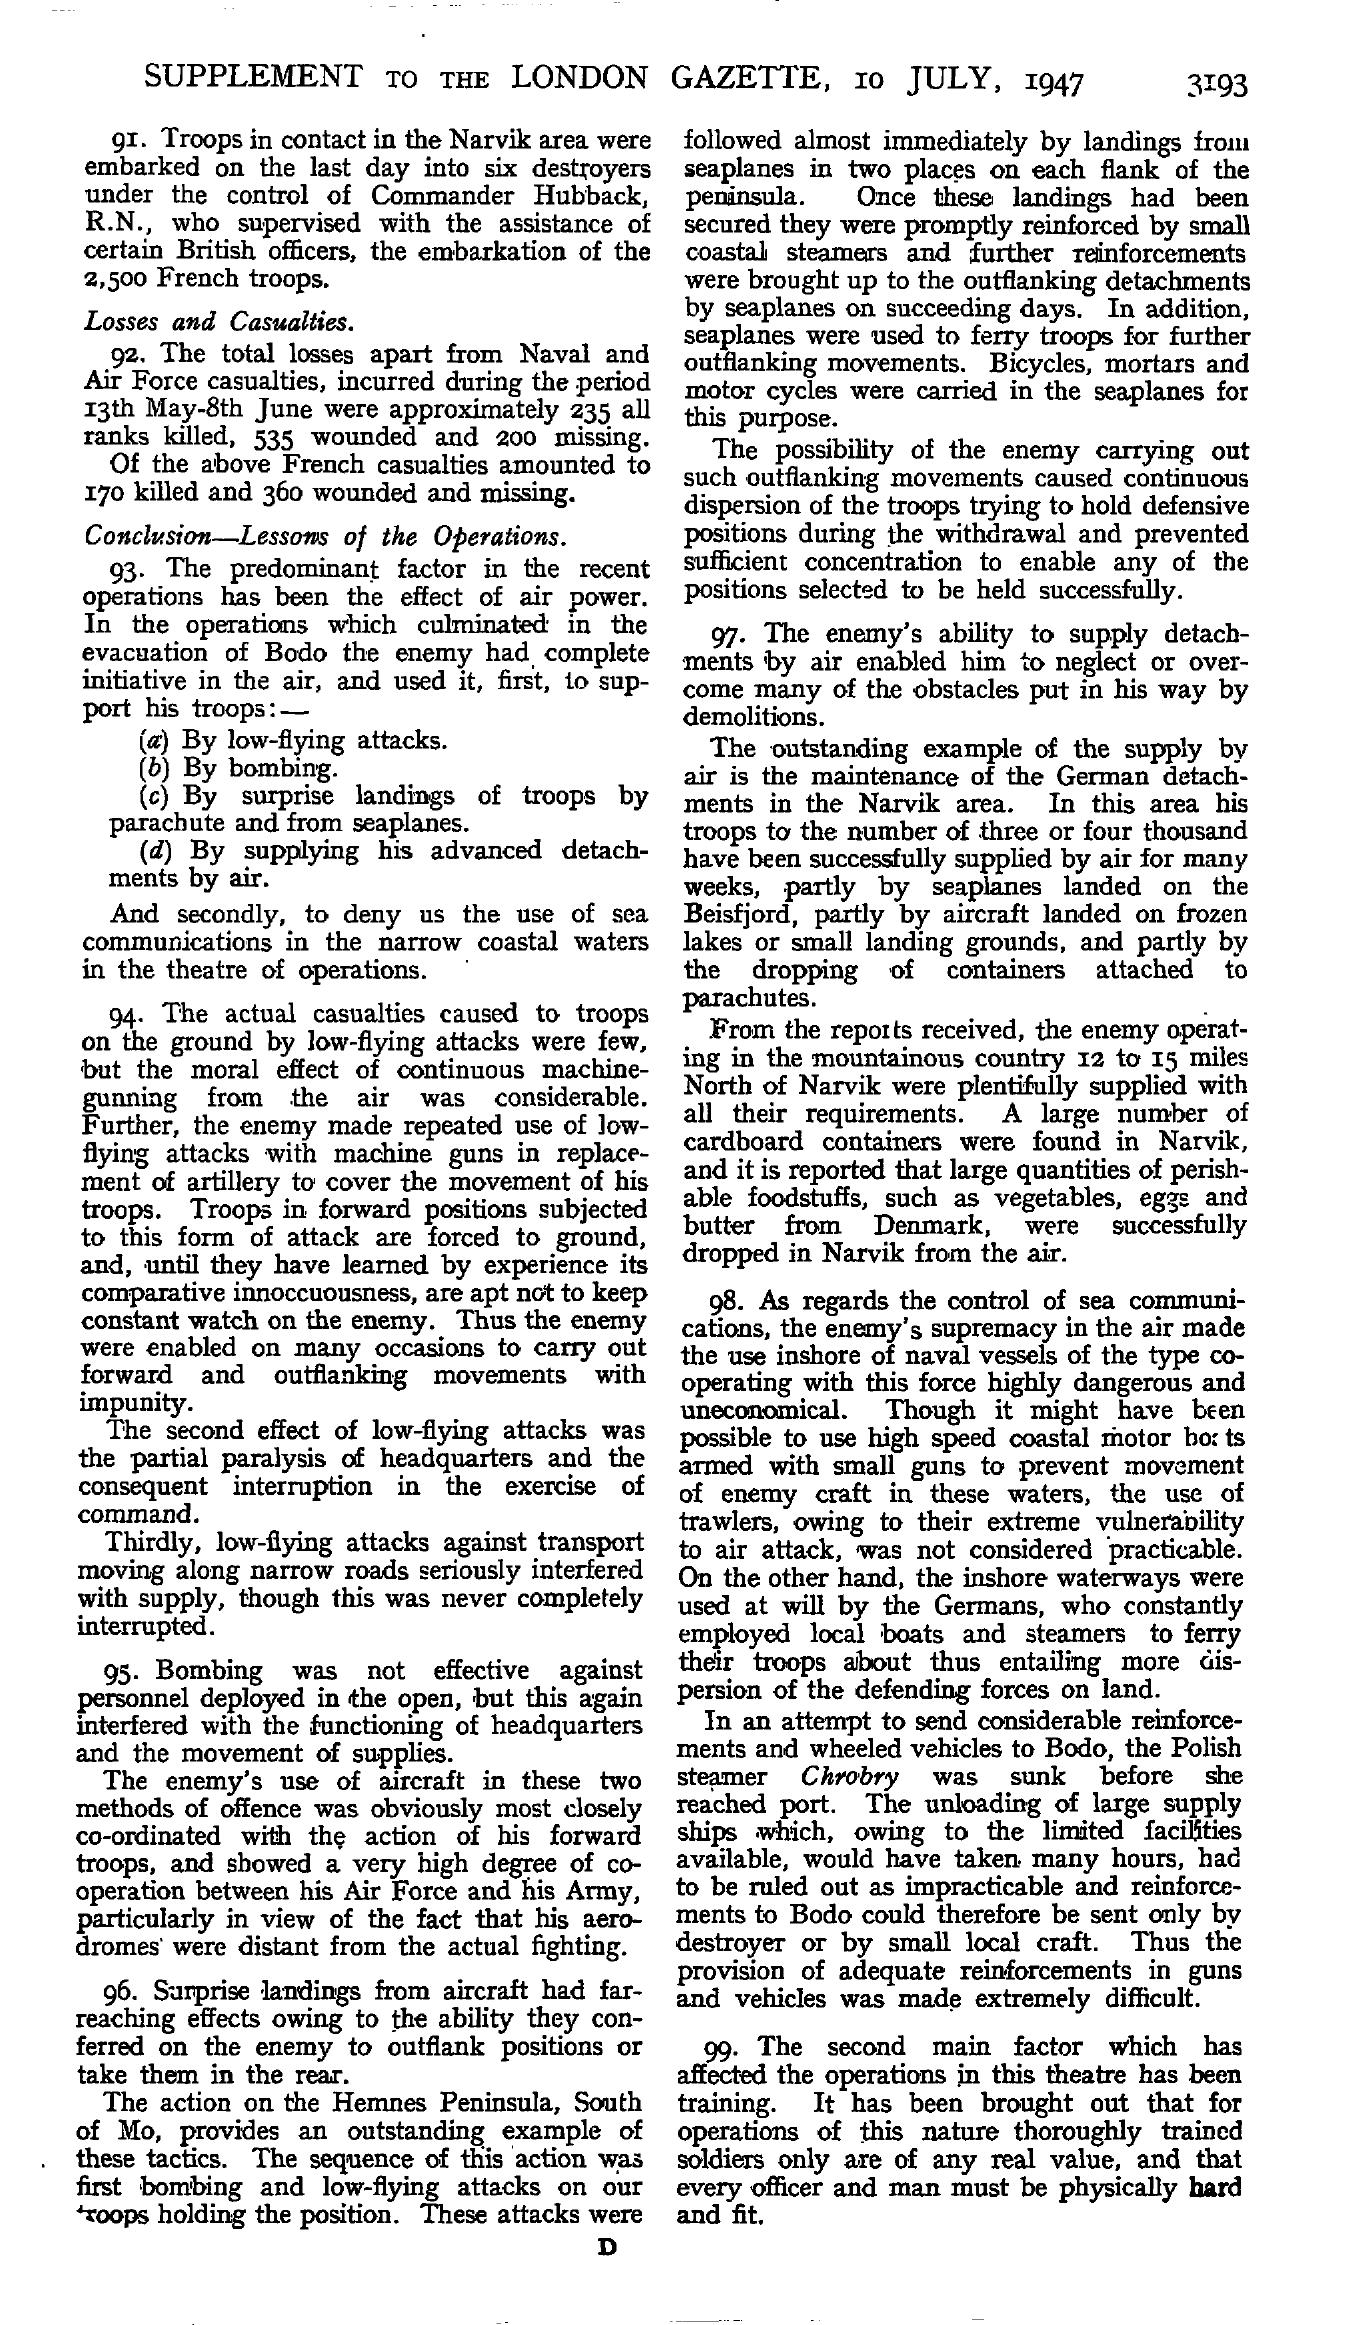 SUPPLEMENT TO THE LONDON GAZETTE, 10 JULY, 1947 3193
91. Troops in contact in the Narvik area were
embarked on the last day into six destroyers
under the control of Commander Hubback,
R.N., who supervised with the assistance of
certain British officers, the embarkation of the
2,500 French troops.
Losses and Casualties.
92. The total losses apart from Naval and
Air Force casualties, incurred during the period
13th May-8th June were approximately 235 all
ranks killed, 535 wounded and 200 missing.
Of the above French casualties amounted to
170 killed and 360 wounded and missing.
Conclusion—Lessons of the Operations.
93. The predominant factor in the recent
operations has been the effect of air power.
In the operations which culminated in the
evacuation of Bodo the enemy had complete
initiative in the air, and used it, first, to sup-
port his troops:—
(a) By low-flying attacks.
(b) By bombing.
(c) By surprise landings of troops by
parachute and from seaplanes.
(d) By supplying his advanced detach-
ments by air.
And secondly, to deny us the use of sea
communications in the narrow coastal waters
in the theatre of operations.
94. The actual casualties caused to troops
on the ground by low-flying attacks were few,
but the moral effect of continuous machine-
gunning from the air was considerable.
Further, the enemy made repeated use of low-
flying attacks with machine guns in replace-
ment of artillery to cover the movement of his
troops. Troops in forward positions subjected
to this form of attack are forced to ground,
and, until they have learned by experience its
comparative innoccuousness, are apt not to keep
constant watch on the enemy. Thus the enemy
were enabled on many occasions to carry out
forward and outflanking movements with
impunity.
The second effect of low-flying attacks was
the partial paralysis of headquarters and the
consequent interruption in the exercise of
command.
Thirdly, low-flying attacks against transport
moving along narrow roads seriously interfered
with supply, though this was never completely
interrupted.
95. Bombing was not effective against
personnel deployed in the open, but this again
interfered with the functioning of headquarters
and the movement of supplies.
The enemy's use of aircraft in these two
methods of offence was obviously most closely
co-ordinated with the action of his forward
troops, and showed a very high degree of co-
operation between his Air Force and his Army,
particularly in view of the fact that his aero-
dromes were distant from the actual fighting.
96. Surprise landings from aircraft had far-
reaching effects owing to the ability they con-
ferred on the enemy to outflank positions or
take them in the rear.
The action on the Hemnes Peninsula, South
of Mo, provides an outstanding example of
these tactics. The sequence of this action was
first bombing and low-flying attacks on our
troops holding the position. These attacks were
D
followed almost immediately by landings from
seaplanes in two places on each flank of the
peninsula. Once these landings had been
secured they were promptly reinforced by small
coastal steamers and further reinforcements
were brought up to the outflanking detachments
by seaplanes on succeeding days. In addition,
seaplanes were used to ferry troops for further
outflanking movements. Bicycles, mortars and
motor cycles were carried in the seaplanes for
this purpose.
The possibility of the enemy carrying out
such outflanking movements caused continuous
dispersion of the troops trying to hold defensive
positions during the withdrawal and prevented
sufficient concentration to enable any of the
positions selected to be held successfully.
97. The enemy's ability to supply detach-
ments by air enabled him to neglect or over-
come many of the obstacles put in his way by
demolitions.
The outstanding example of the supply by
air is the maintenance of the German detach-
ments in the Narvik area. In this area his
troops to the number of three or four thousand
have been successfully supplied by air for many
weeks, partly by seaplanes landed on the
Beisfjord, partly by aircraft landed on frozen
lakes or small landing grounds, and partly by
the dropping of containers attached to
parachutes.
From the reports received, the enemy operat-
ing in the mountainous country 12 to 15 miles
North of Narvik were plentifully supplied with
all their requirements. A large number of
cardboard containers were found in Narvik,
and it is reported that large quantities of perish-
able foodstuffs, such as vegetables, eggs and
butter from Denmark, were successfully
dropped in Narvik from the air.
98. As regards the control of sea communi-
cations, the enemy's supremacy in the air made
the use inshore of naval vessels of the type co-
operating with this force highly dangerous and
uneconomical. Though it might have been
possible to use high speed coastal motor boats
armed with small guns to prevent movement
of enemy craft in these waters, the use of
trawlers, owing to their extreme vulnerability
to air attack, was not considered practicable.
On the other hand, the inshore waterways were
used at will by the Germans, who constantly
employed local boats and steamers to ferry
their troops about thus entailing more dis-
persion of the defending forces on land.
In an attempt to send considerable reinforce-
ments and wheeled vehicles to Bodo, the Polish
steamer Chrobry was sunk before she
reached port. The unloading of large supply
ships which, owing to the limited facilities
available, would have taken many hours, had
to be ruled out as impracticable and reinforce-
ments to Bodo could therefore be sent only by
destroyer or by small local craft. Thus the
provision of adequate reinforcements in guns
and vehicles was made extremely difficult.
99. The second main factor which has
affected the operations in this theatre has been
training. It has been brought out that for
operations of this nature thoroughly trained
soldiers only are of any real value, and that
every officer and man must be physically hard
and fit.